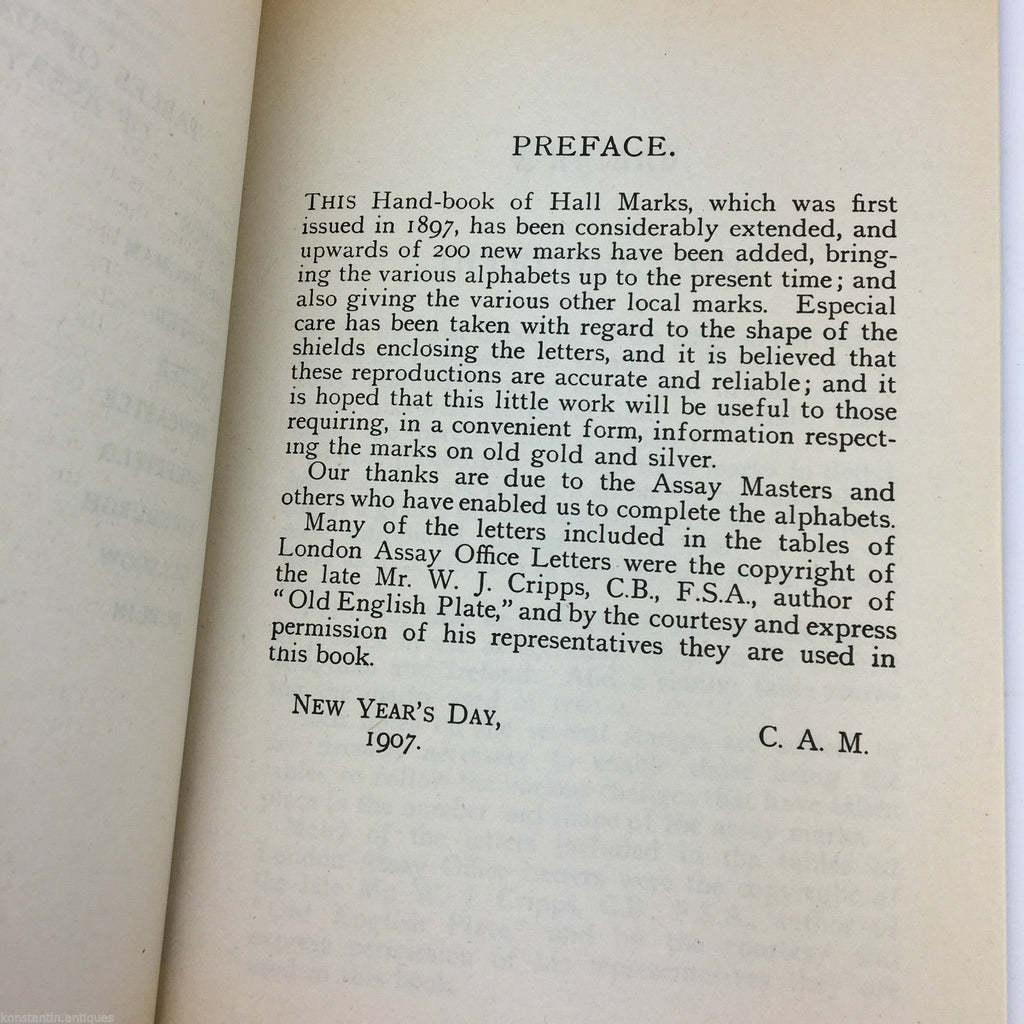 PREFACE.
THIS Hand-book of Hall Marks, which was first
issued in 1897, has been considerably extended, and
upwards of 200 new marks have been added, bring-
ing the various alphabets up to the present time; and
also giving the various other local marks. Especial
care has been taken with regard to the shape of the
shields enclosing the letters, and it is believed that
these reproductions are accurate and reliable; and it
is hoped that this little work will be useful to those
requiring, in a convenient form, information respect-
ing the marks on old gold and silver.
Our thanks are due to the Assay Masters and
others who have enabled us to complete the alphabets.
Many of the letters included in the tables of
London Assay Office Letters were the copyright of
the late Mr. W. J. Cripps, C.B., F.S.A., author of
"Old English Plate," and by the courtesy and express
permission of his representatives they are used in
this book.
NEW YEAR'S DAY,
1907.
C. A. M.
konstantin.antiques